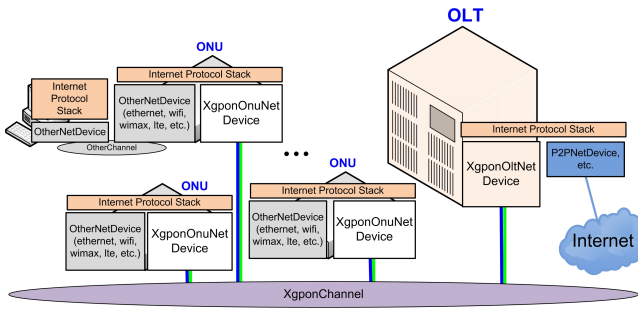 OLT
ONU
Internet Protocol Stack
Internet
Protocol
Stack
OtherNetDevice
OtherChannel
OtherNetDevice
(ethernet, wifi,
wimax, lte, etc.)
XgponOnuNet
Device
Internet Protocol Stack
XgponOltNet
Device
P2PNetDevice,
etc.
...
ONU
Internet Protocol Stack
OtherNetDevice
(ethernet, wifi,
wimax, lte, etc.)
XgponOnuNet
Device
ONU
Internet Protocol Stack
OtherNetDevice
(ethernet, wifi,
wimax, lte, etc.)
XgponOnuNet
Device
Internet
XgponChannel